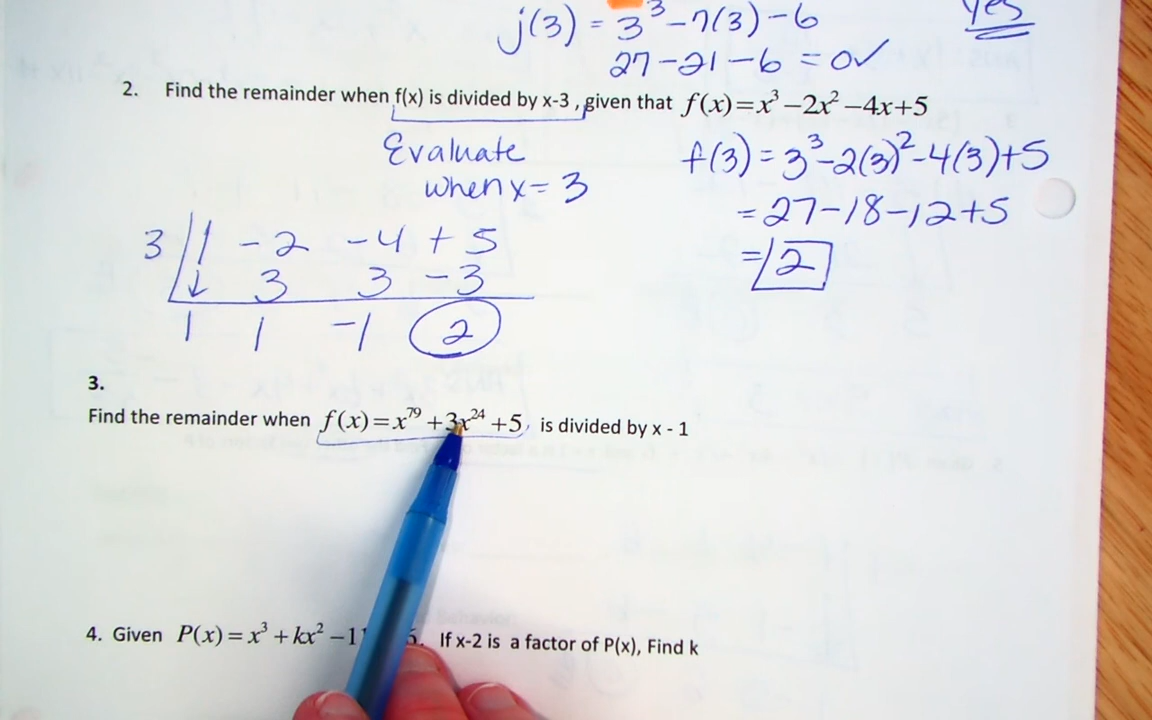 j(3) = 3³ - 7(3) - 6
27 - 21 - 6 = 0✓
Yes
2. Find the remainder when f(x) is divided by x-3 , given that f(x)=x³−2x²−4x+5
Evaluate
when x = 3
f(3) = 3³-2(3)²-4(3)+5
= 27-18-12+5
= 2
3 1 -2 -4 +5
↓ 3 3 -3
1 1 -1 2
3.
Find the remainder when f(x)=x⁷⁹+3x²⁴+5, is divided by x - 1
4. Given P(x)=x³+kx²−1 If x-2 is a factor of P(x), Find k